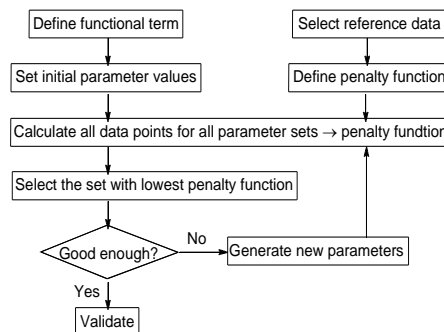 Define functional term
Select reference data
Set initial parameter values
Define penalty function
Calculate all data points for all parameter sets → penalty fundtion
Select the set with lowest penalty function
Good enough?
No
Generate new parameters
Yes
Validate